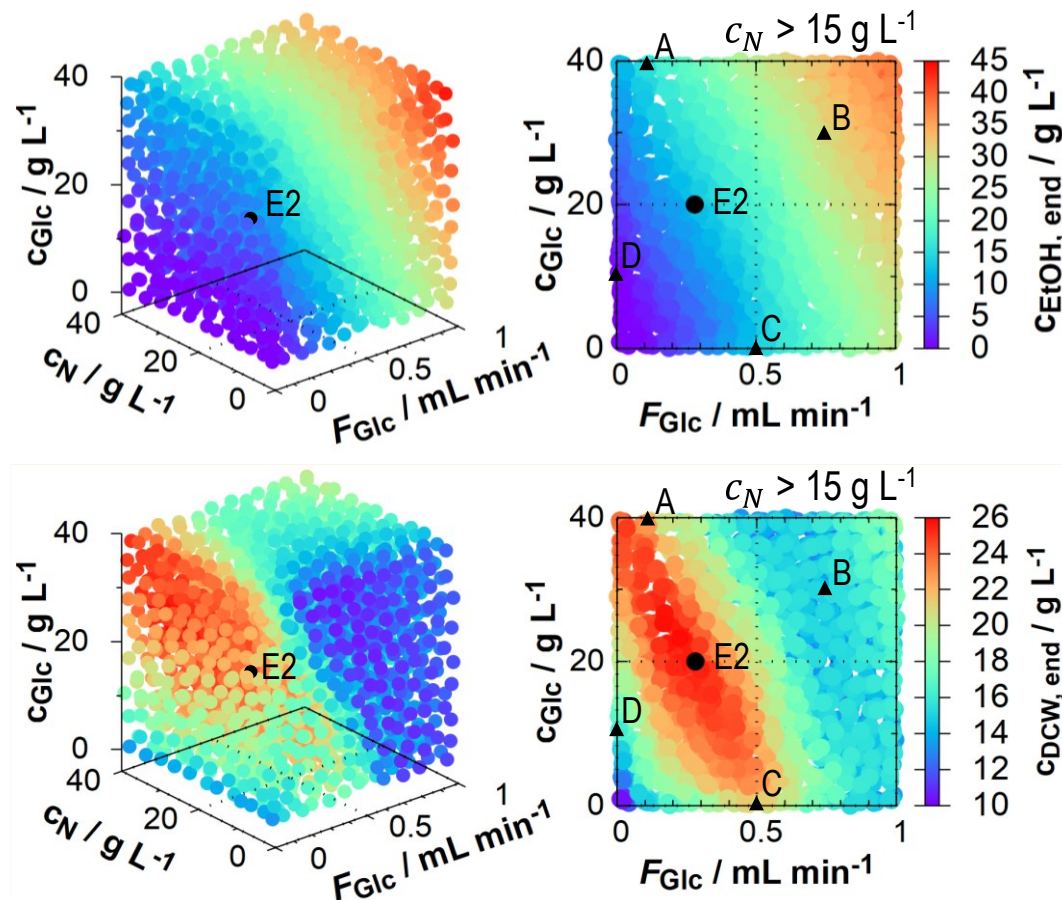 c_Glc / g L⁻¹
40
20
0
E2
40
20
0
c_N / g L⁻¹
0
0.5
1
F_Glc / mL min⁻¹
c_N > 15 g L⁻¹
c_Glc / g L⁻¹
40
20
0
A
B
E2
D
C
0
0.5
1
F_Glc / mL min⁻¹
45
40
35
30
25
20
15
10
5
0
c_EtOH, end / g L⁻¹
c_Glc / g L⁻¹
40
20
0
E2
40
20
0
c_N / g L⁻¹
0
0.5
1
F_Glc / mL min⁻¹
c_N > 15 g L⁻¹
c_Glc / g L⁻¹
40
20
0
A
B
E2
D
C
0
0.5
1
F_Glc / mL min⁻¹
26
24
22
20
18
16
14
12
10
c_DCW, end / g L⁻¹